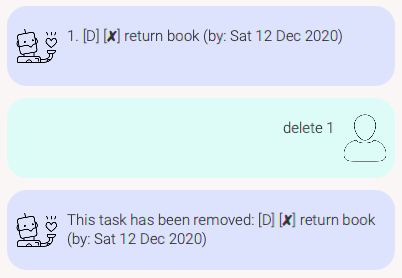 1. [D] [✘] return book (by: Sat 12 Dec 2020)
delete 1
This task has been removed: [D] [✘] return book
(by: Sat 12 Dec 2020)